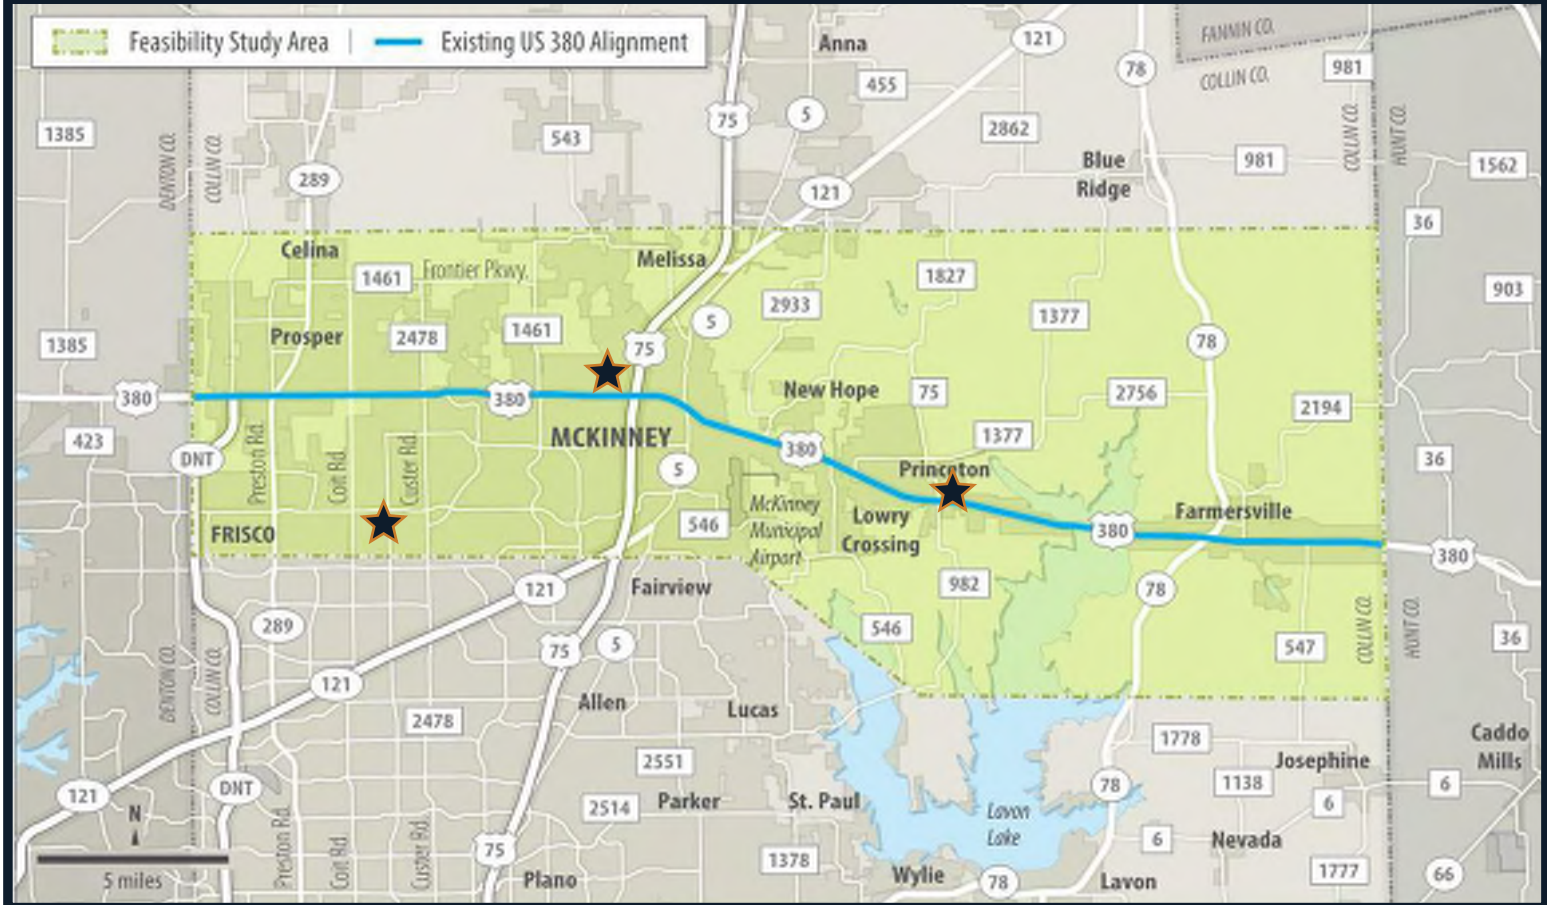 Feasibility Study Area | Existing US 380 Alignment
Anna
121
78
FANNIN CO.
COLLIN CO.
981
455
75
5
1385
543
2862
DENTON CO.
COLLIN CO.
COLLIN CO.
HUNT CO.
Blue
Ridge
981
1562
289
121
36
Celina
1461
Frontier Pkwy.
Melissa
1827
2933
903
1377
Prosper
2478
1461
5
75
78
1385
380
380
New Hope
75
2756
2194
423
MCKINNEY
1377
DNT
Preston Rd.
Coit Rd.
Custer Rd.
5
380
Princeton
36
FRISCO
546
McKinney
Municipal
Airport
Lowry
Crossing
380
Farmersville
380
121
Fairview
982
78
289
546
COLLIN CO.
HUNT CO.
36
547
75
5
DENTON CO.
COLLIN CO.
121
Allen
Lucas
2478
1778
Caddo
Mills
2551
Josephine
121
DNT
78
1138
6
6
N
2514
Parker
St. Paul
Lavon
Lake
6
Nevada
Preston Rd.
Coit Rd.
Custer Rd.
75
1378
1777
66
5 miles
Plano
Wylie
78
Lavon